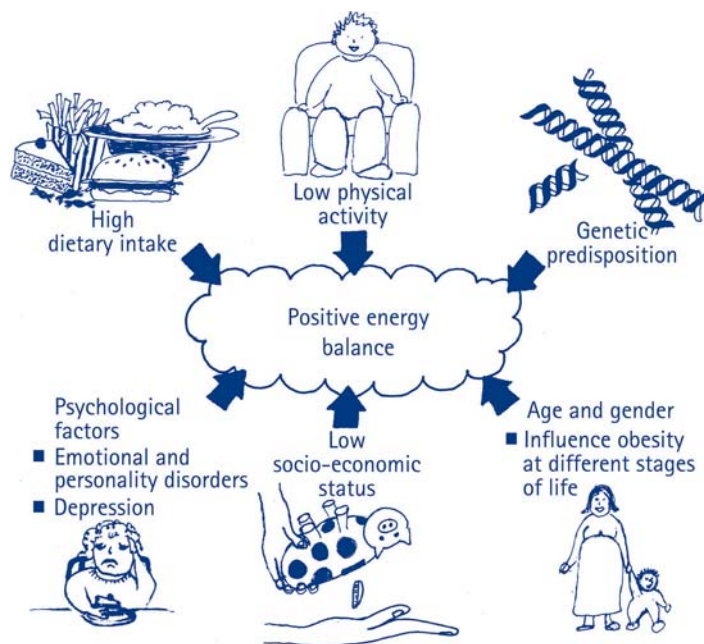 Low physical
activity
High
dietary intake
Genetic
predisposition
Positive energy
balance
Psychological
factors
■ Emotional and
personality disorders
■ Depression
Low
socio-economic
status
Age and gender
■ Influence obesity
at different stages
of life